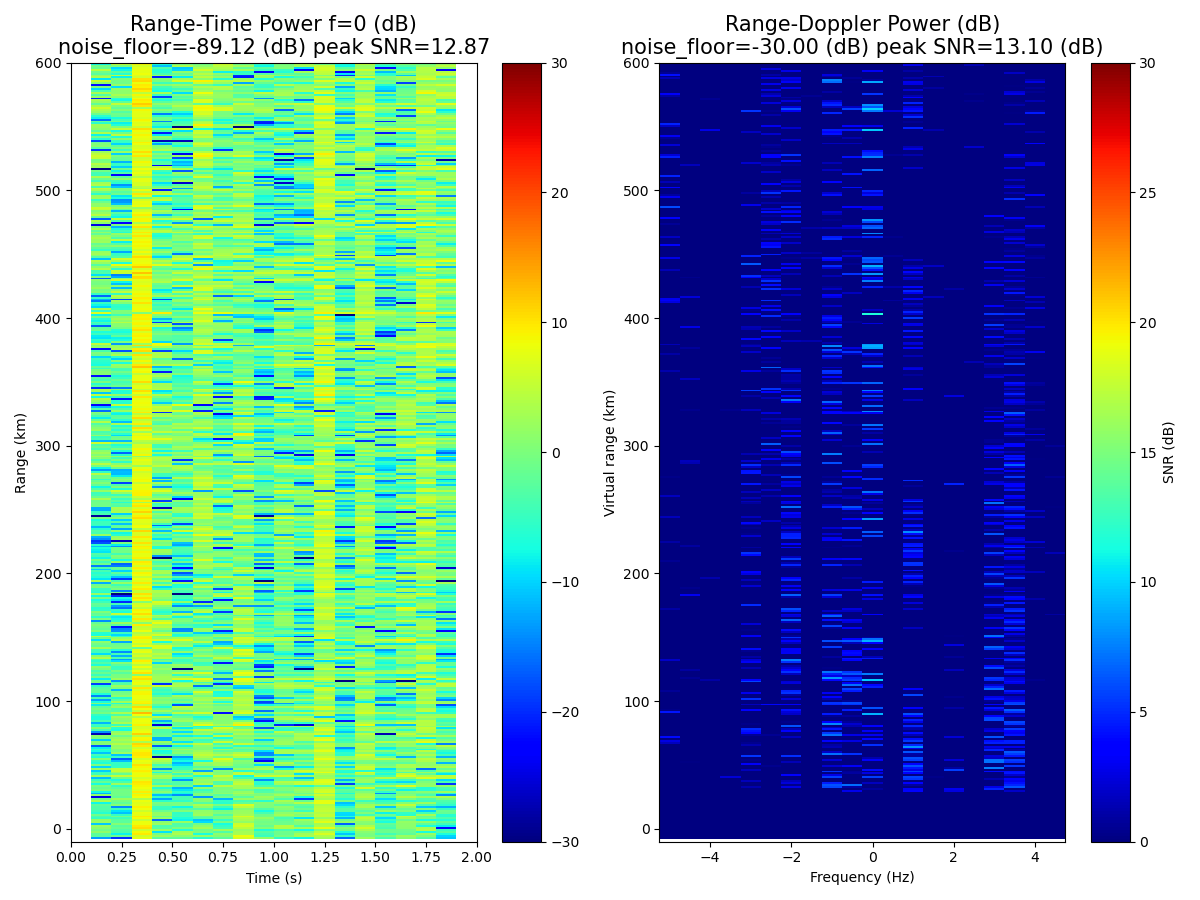 Range-Time Power f=0 (dB)
noise_floor=-89.12 (dB) peak SNR=12.87
600
500
400
300
200
100
0
Range (km)
0.00 0.25 0.50 0.75 1.00 1.25 1.50 1.75 2.00
Time (s)
30
20
10
0
−10
−20
−30
Range-Doppler Power (dB)
noise_floor=-30.00 (dB) peak SNR=13.10 (dB)
600
500
400
300
200
100
0
Virtual range (km)
−4 −2 0 2 4
Frequency (Hz)
30
25
20
15
10
5
0
SNR (dB)